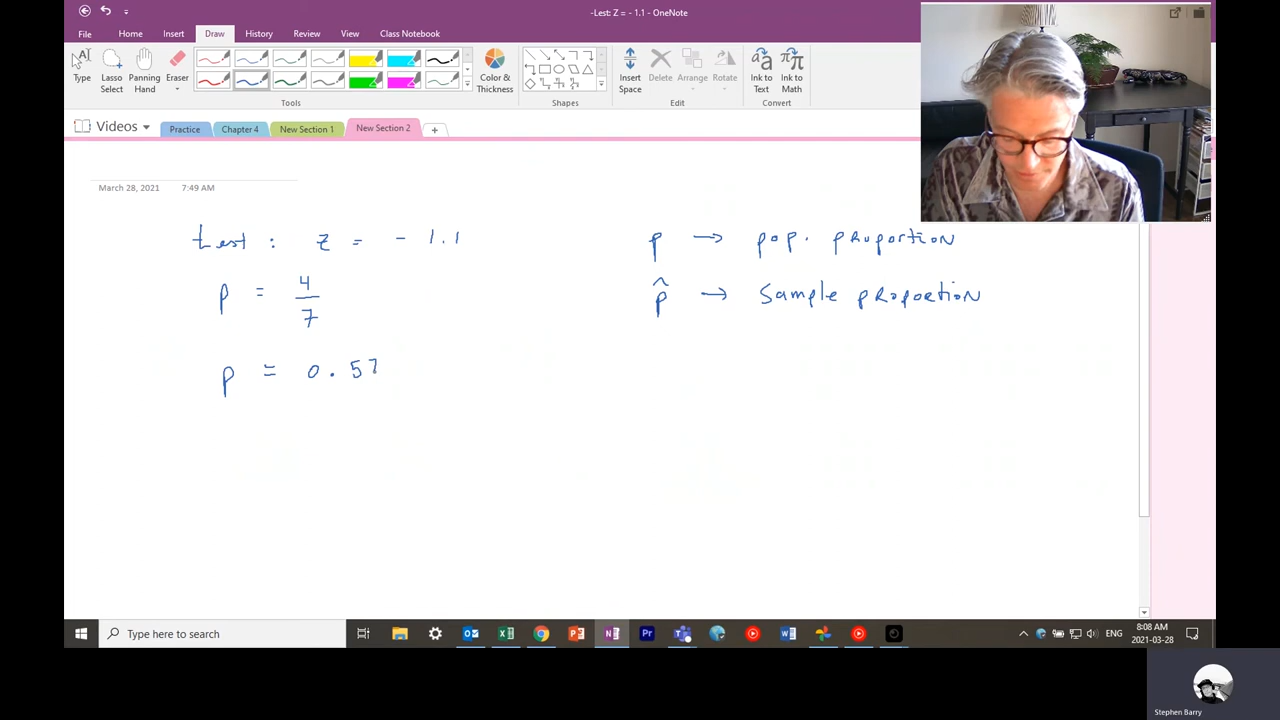 -Lest: Z = - 1.1 - OneNote
File Home Insert Draw History Review View Class Notebook
Type Lasso Select Panning Hand Eraser Color & Thickness Insert Space Delete Arrange Rotate Ink to Text Ink to Math
Tools Shapes Edit Convert
Videos Practice Chapter 4 New Section 1 New Section 2 +
March 28, 2021 7:49 AM
test : z = - 1.1
p → pop. proportion
p = 4/7
p̂ → Sample proportion
p = 0.57
Type here to search
ENG 8:08 AM 2021-03-28
Stephen Barry